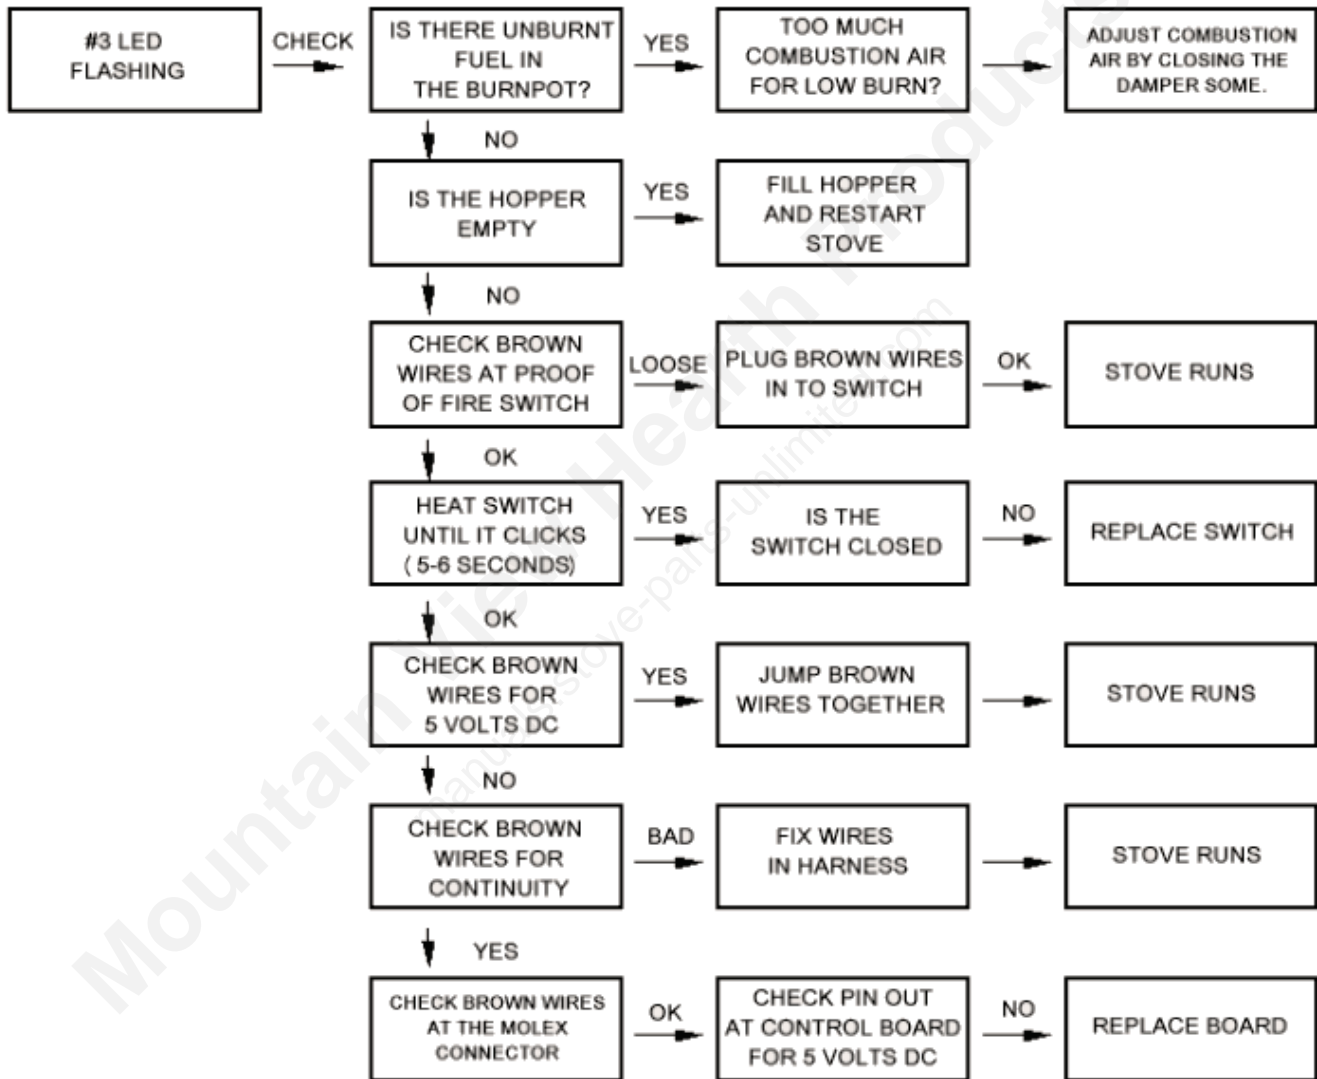 #3 LED
FLASHING
CHECK
IS THERE UNBURNT
FUEL IN
THE BURNPOT?
YES
TOO MUCH
COMBUSTION AIR
FOR LOW BURN?
ADJUST COMBUSTION
AIR BY CLOSING THE
DAMPER SOME.
NO
IS THE HOPPER
EMPTY
YES
FILL HOPPER
AND RESTART
STOVE
NO
CHECK BROWN
WIRES AT PROOF
OF FIRE SWITCH
LOOSE
PLUG BROWN WIRES
IN TO SWITCH
OK
STOVE RUNS
OK
HEAT SWITCH
UNTIL IT CLICKS
( 5-6 SECONDS)
YES
IS THE
SWITCH CLOSED
NO
REPLACE SWITCH
OK
CHECK BROWN
WIRES FOR
5 VOLTS DC
YES
JUMP BROWN
WIRES TOGETHER
STOVE RUNS
NO
CHECK BROWN
WIRES FOR
CONTINUITY
BAD
FIX WIRES
IN HARNESS
STOVE RUNS
YES
CHECK BROWN WIRES
AT THE MOLEX
CONNECTOR
OK
CHECK PIN OUT
AT CONTROL BOARD
FOR 5 VOLTS DC
NO
REPLACE BOARD
Mountain View Hearth Products
manuals.stove-parts-unlimited.com